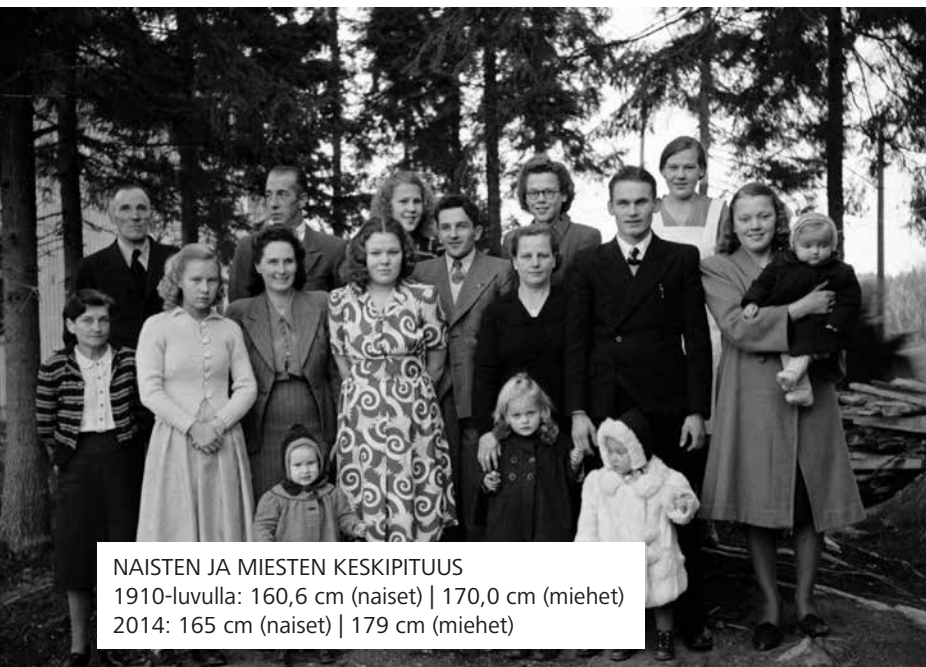 NAISTEN JA MIESTEN KESKIPITUUS
1910-luvulla: 160,6 cm (naiset) | 170,0 cm (miehet)
2014: 165 cm (naiset) | 179 cm (miehet)